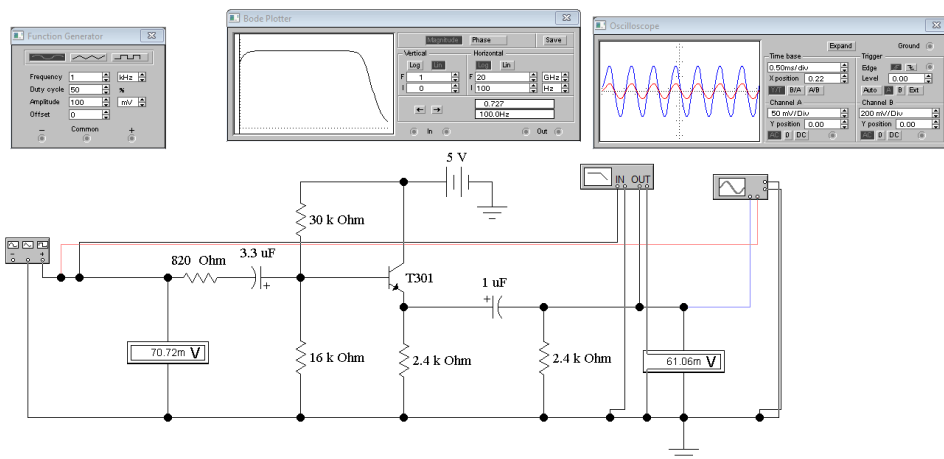 Function Generator
Frequency 1 kHz
Duty cycle 50 %
Amplitude 100 mV
Offset 0
− Common +
Bode Plotter
Magnitude Phase Save
Vertical Horizontal
Log Lin Log Lin
F 1 F 20 GHz
I 0 I 100 Hz
0.727
100.0Hz
In Out
Oscilloscope
Expand Ground
Time base Trigger
0.50ms/div Edge
X position 0.22 Level 0.00
Y/T B/A A/B Auto A B Ext
Channel A Channel B
50 mV/Div 200 mV/Div
Y position 0.00 Y position 0.00
AC 0 DC AC 0 DC
5 V
IN OUT
30 k Ohm
− +
820 Ohm
3.3 uF
+
T301
1 uF
+
70.72m V
16 k Ohm
2.4 k Ohm
2.4 k Ohm
61.06m V